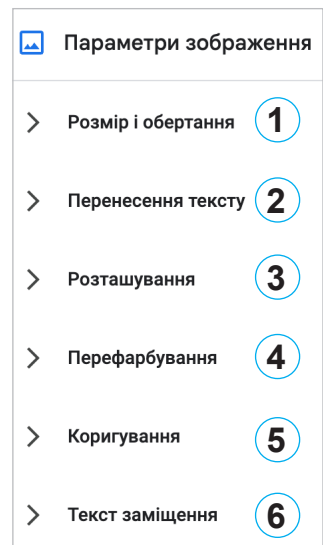 Параметри зображення
Розмір і обертання 1
Перенесення тексту 2
Розташування 3
Перефарбування 4
Коригування 5
Текст заміщення 6